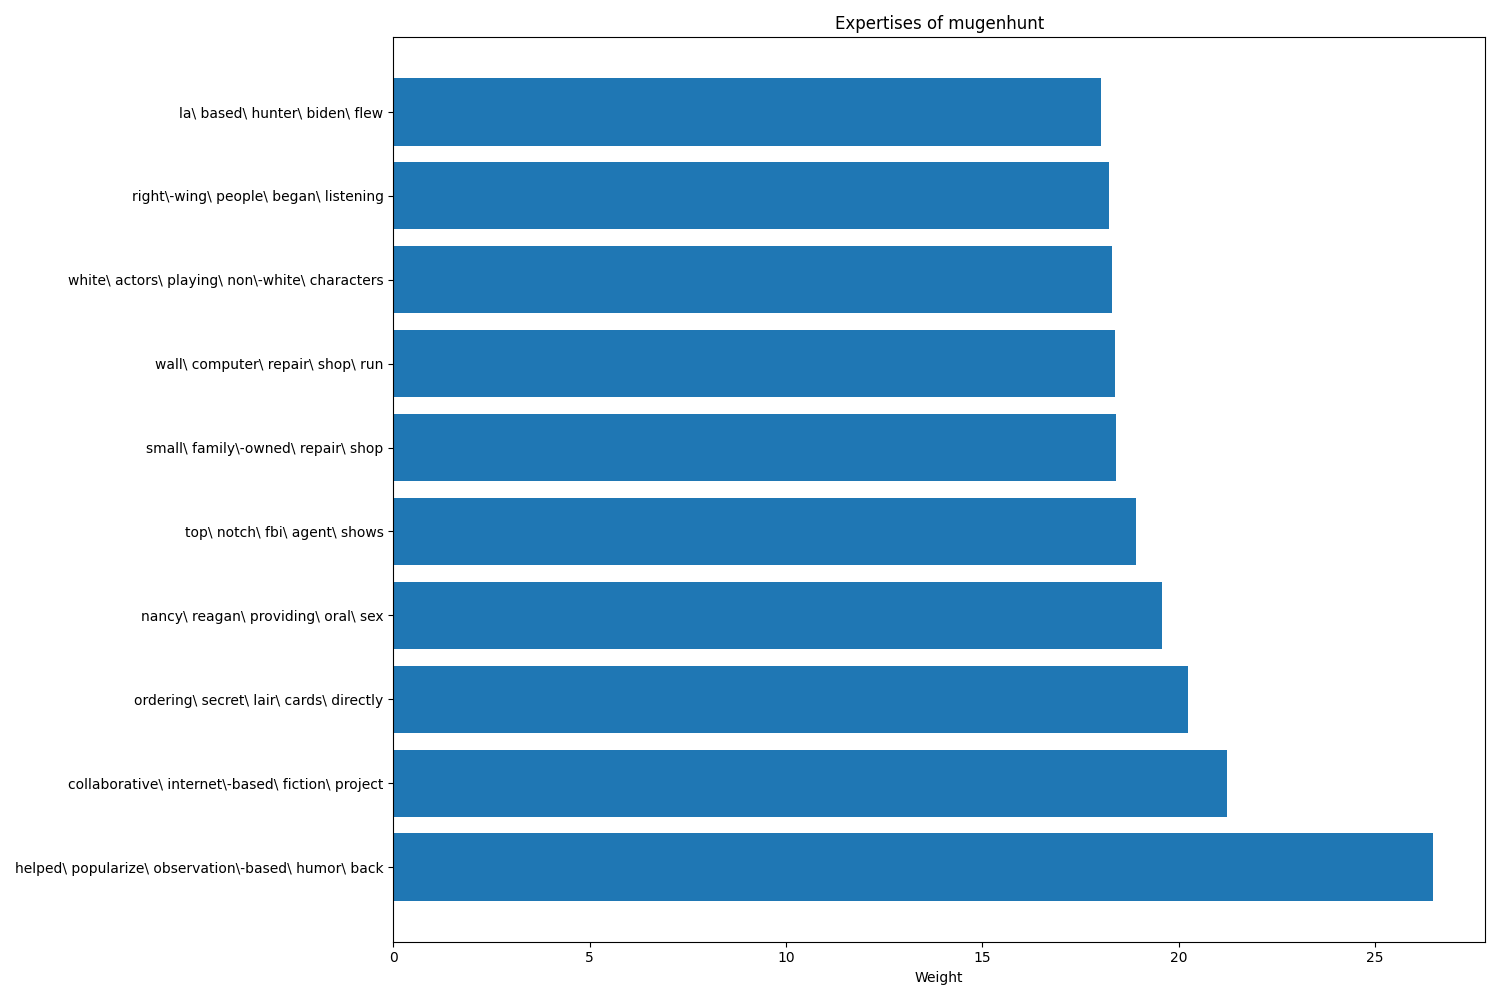 Expertises of mugenhunt
la\ based\ hunter\ biden\ flew
right\-wing\ people\ began\ listening
white\ actors\ playing\ non\-white\ characters
wall\ computer\ repair\ shop\ run
small\ family\-owned\ repair\ shop
top\ notch\ fbi\ agent\ shows
nancy\ reagan\ providing\ oral\ sex
ordering\ secret\ lair\ cards\ directly
collaborative\ internet\-based\ fiction\ project
helped\ popularize\ observation\-based\ humor\ back
0 5 10 15 20 25
Weight